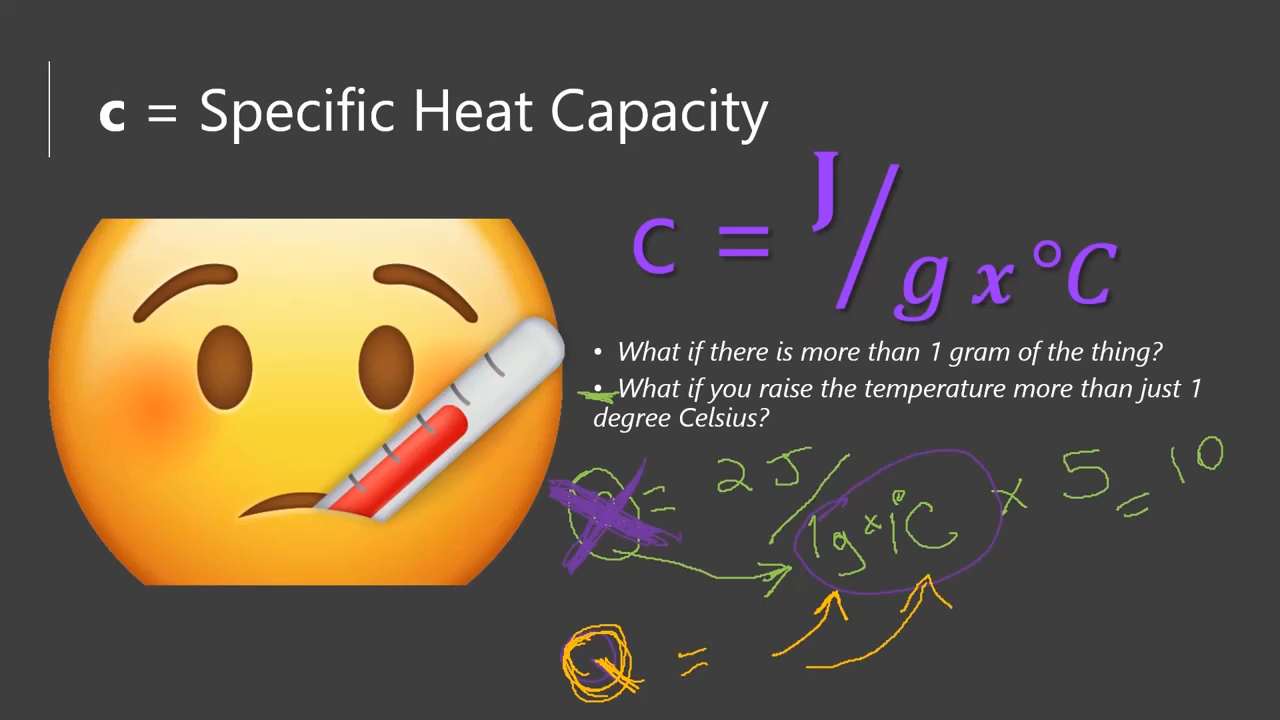 c = Specific Heat Capacity
c = J/g x °C
• What if there is more than 1 gram of the thing?
• What if you raise the temperature more than just 1
degree Celsius?
= 2 J/1g x 1°C x 5 = 10
Q =